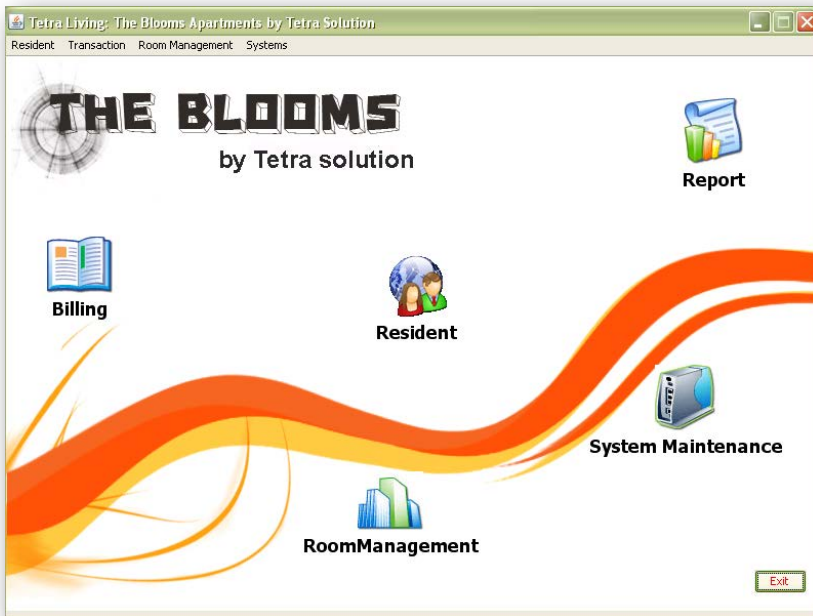 Tetra Living: The Blooms Apartments by Tetra Solution
Resident Transaction Room Management Systems
THE BLOOMS
by Tetra solution
Report
Billing
Resident
System Maintenance
RoomManagement
Exit